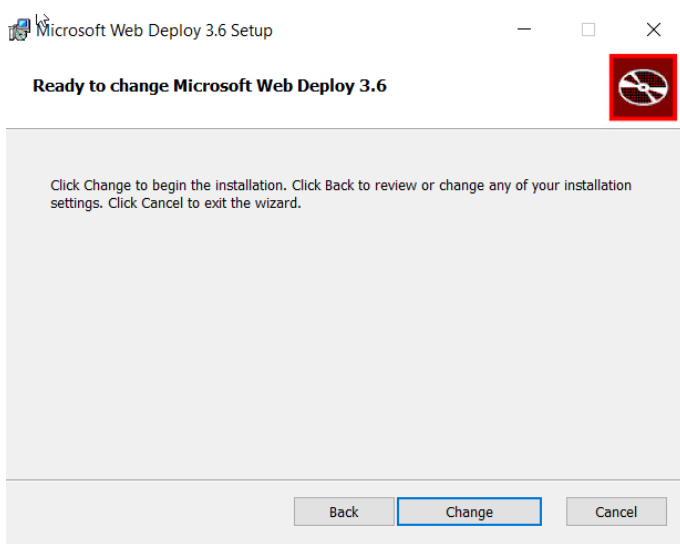 Microsoft Web Deploy 3.6 Setup
Ready to change Microsoft Web Deploy 3.6
Click Change to begin the installation. Click Back to review or change any of your installation
settings. Click Cancel to exit the wizard.
Back
Change
Cancel